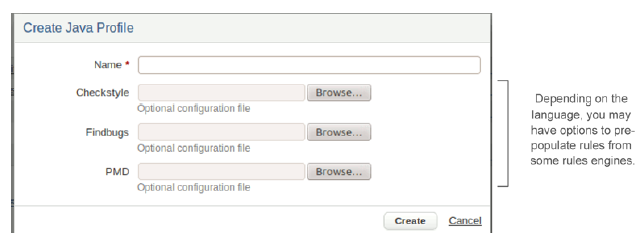 Create Java Profile
Name *
Checkstyle Browse...
Optional configuration file
Findbugs Browse...
Optional configuration file
PMD Browse...
Optional configuration file
Create Cancel
Depending on the
language, you may
have options to pre-
populate rules from
some rules engines.